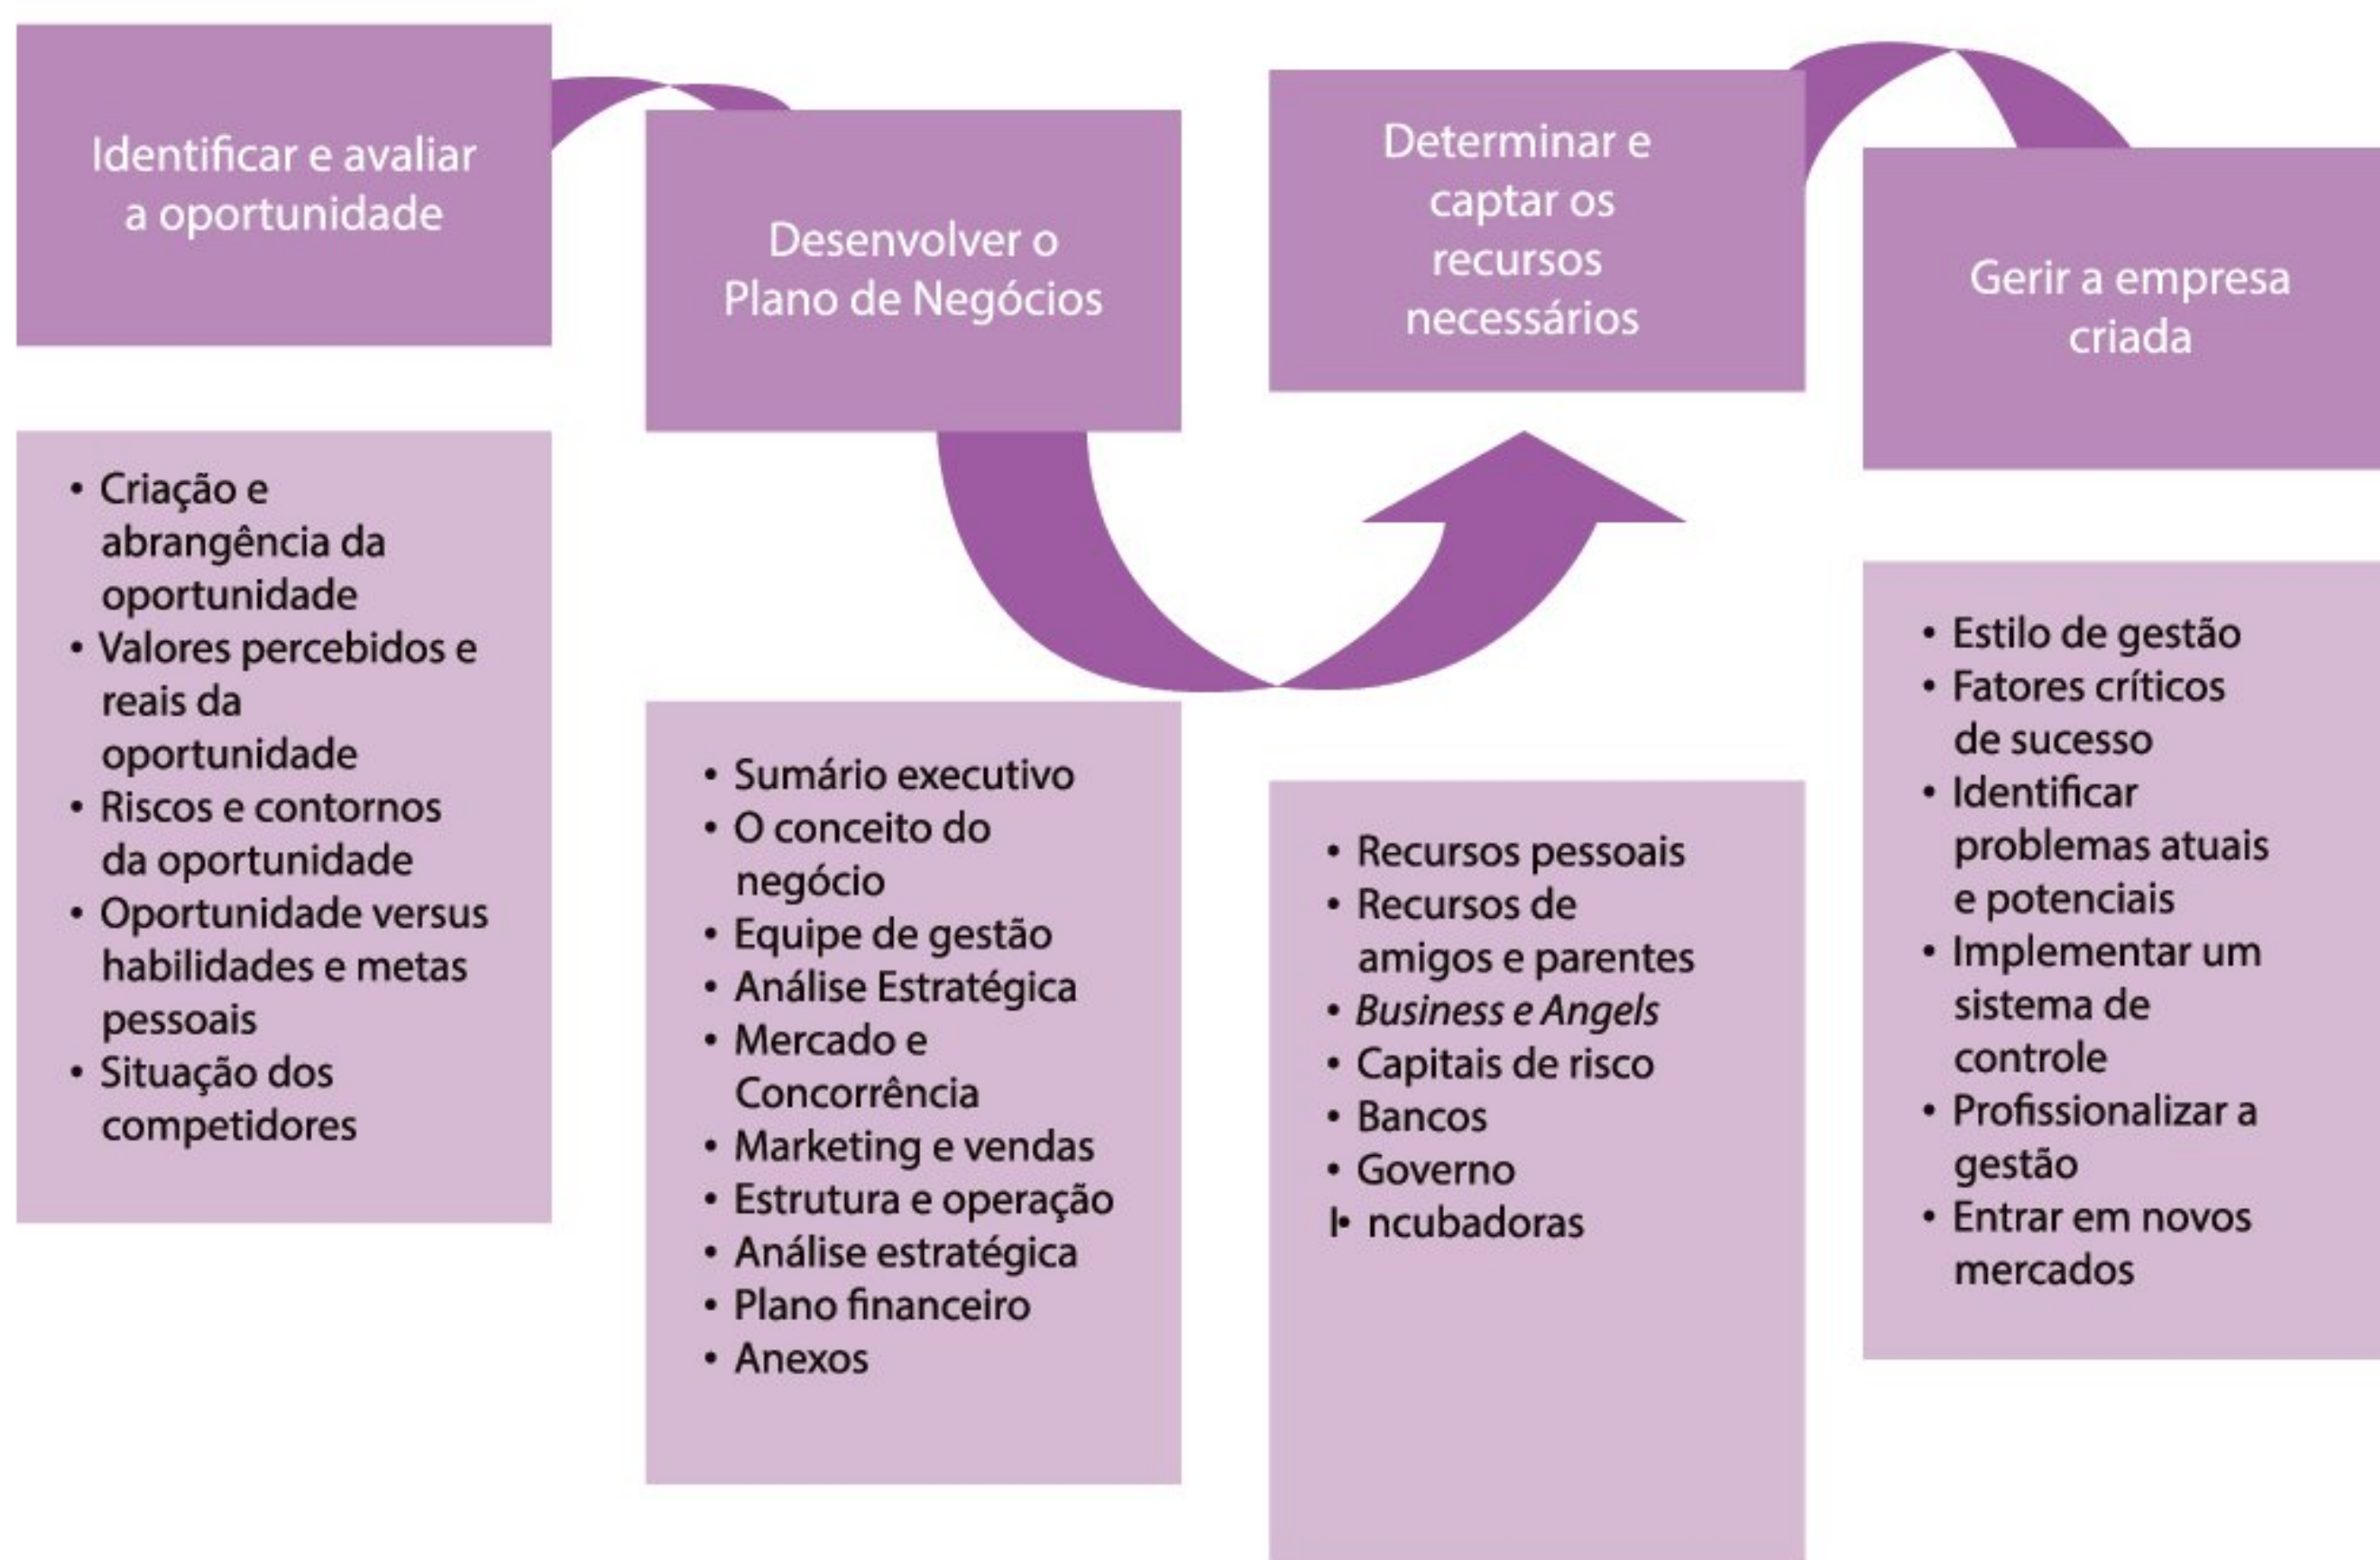 Identificar e avaliar
a oportunidade
• Criação e
abrangência da
oportunidade
• Valores percebidos e
reais da
oportunidade
• Riscos e contornos
da oportunidade
• Oportunidade versus
habilidades e metas
pessoais
• Situação dos
competidores
Desenvolver o
Plano de Negócios
• Sumário executivo
• O conceito do
negócio
• Equipe de gestão
• Análise Estratégica
• Mercado e
Concorrência
• Marketing e vendas
• Estrutura e operação
• Análise estratégica
• Plano financeiro
• Anexos
Determinar e
captar os
recursos
necessários
• Recursos pessoais
• Recursos de
amigos e parentes
• Business e Angels
• Capitais de risco
• Bancos
• Governo
I• ncubadoras
Gerir a empresa
criada
• Estilo de gestão
• Fatores críticos
de sucesso
• Identificar
problemas atuais
e potenciais
• Implementar um
sistema de
controle
• Profissionalizar a
gestão
• Entrar em novos
mercados